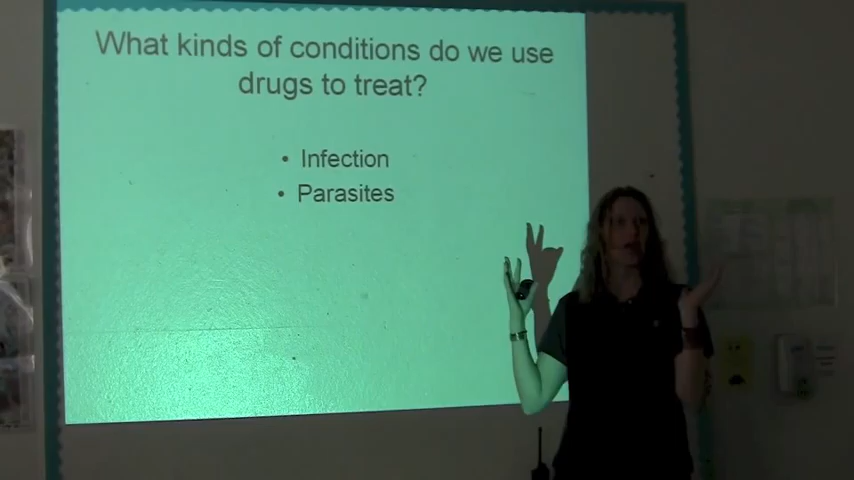 What kinds of conditions do we use
drugs to treat?
• Infection
• Parasites